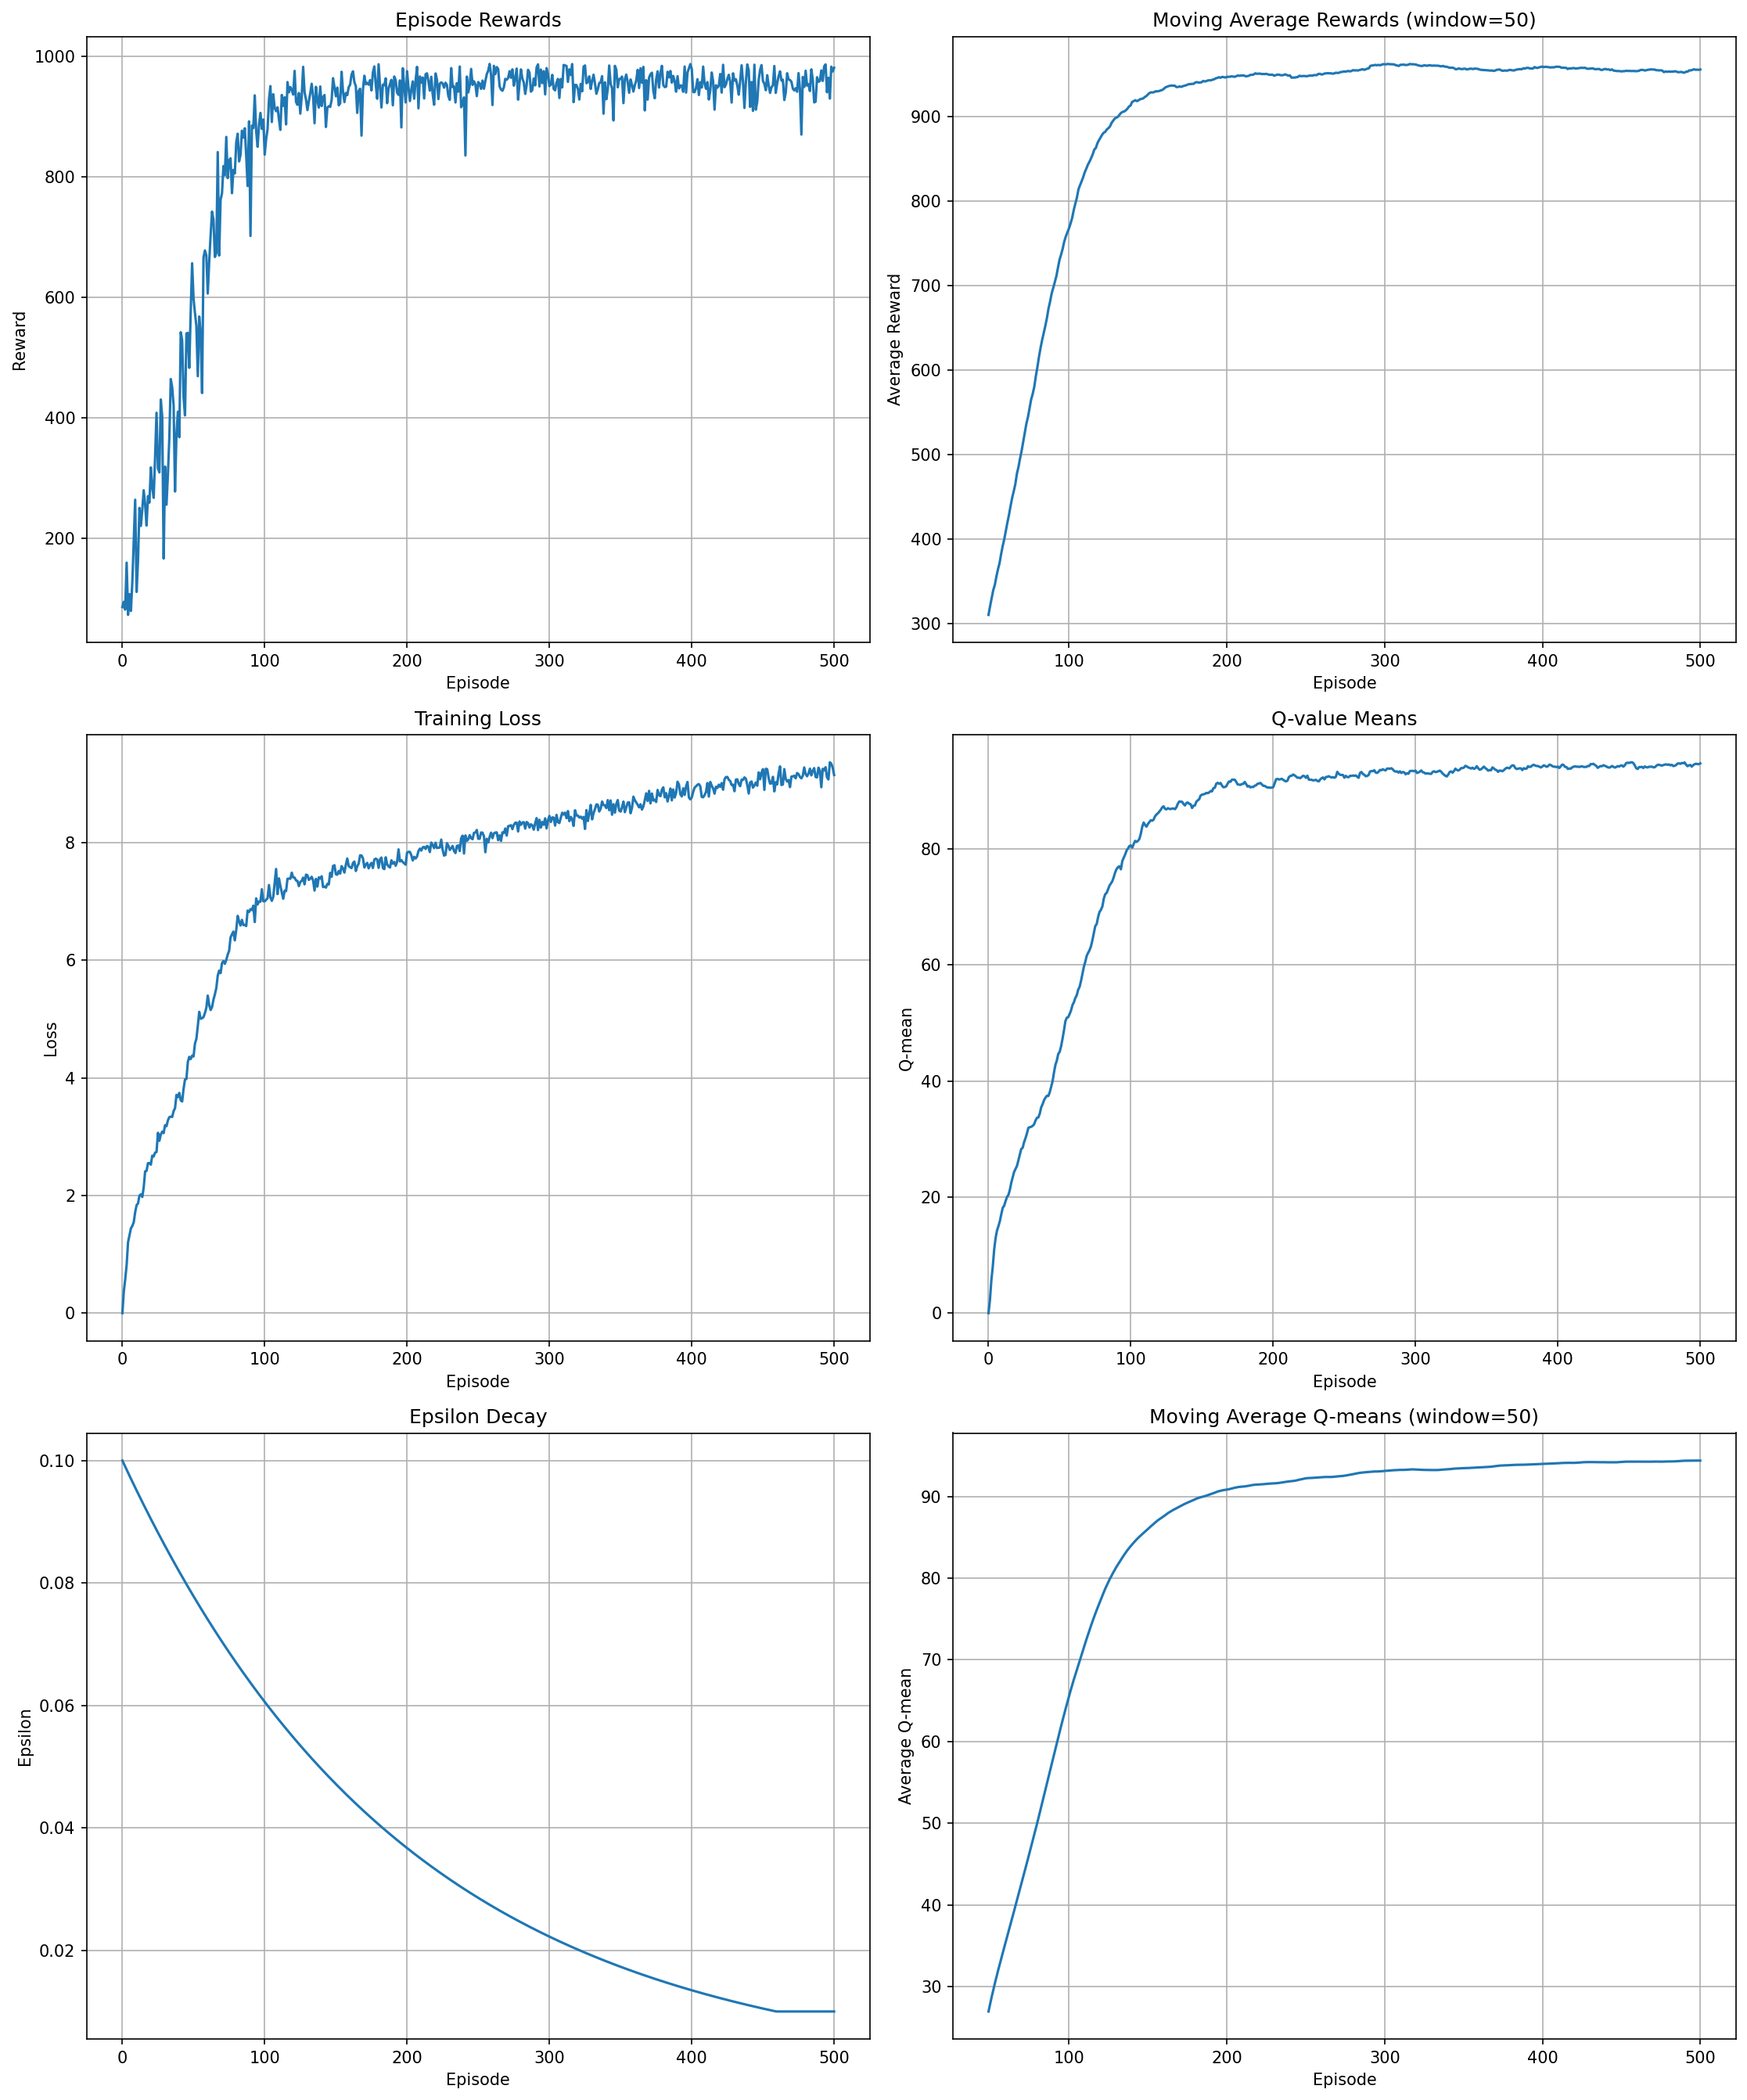 Episode Rewards
1000
800
600
400
200
Reward
0 100 200 300 400 500
Episode
Moving Average Rewards (window=50)
900
800
700
600
500
400
300
Average Reward
100 200 300 400 500
Episode
Training Loss
8
6
4
2
0
Loss
0 100 200 300 400 500
Episode
Q-value Means
80
60
40
20
0
Q-mean
0 100 200 300 400 500
Episode
Epsilon Decay
0.10
0.08
0.06
0.04
0.02
Epsilon
0 100 200 300 400 500
Episode
Moving Average Q-means (window=50)
90
80
70
60
50
40
30
Average Q-mean
100 200 300 400 500
Episode